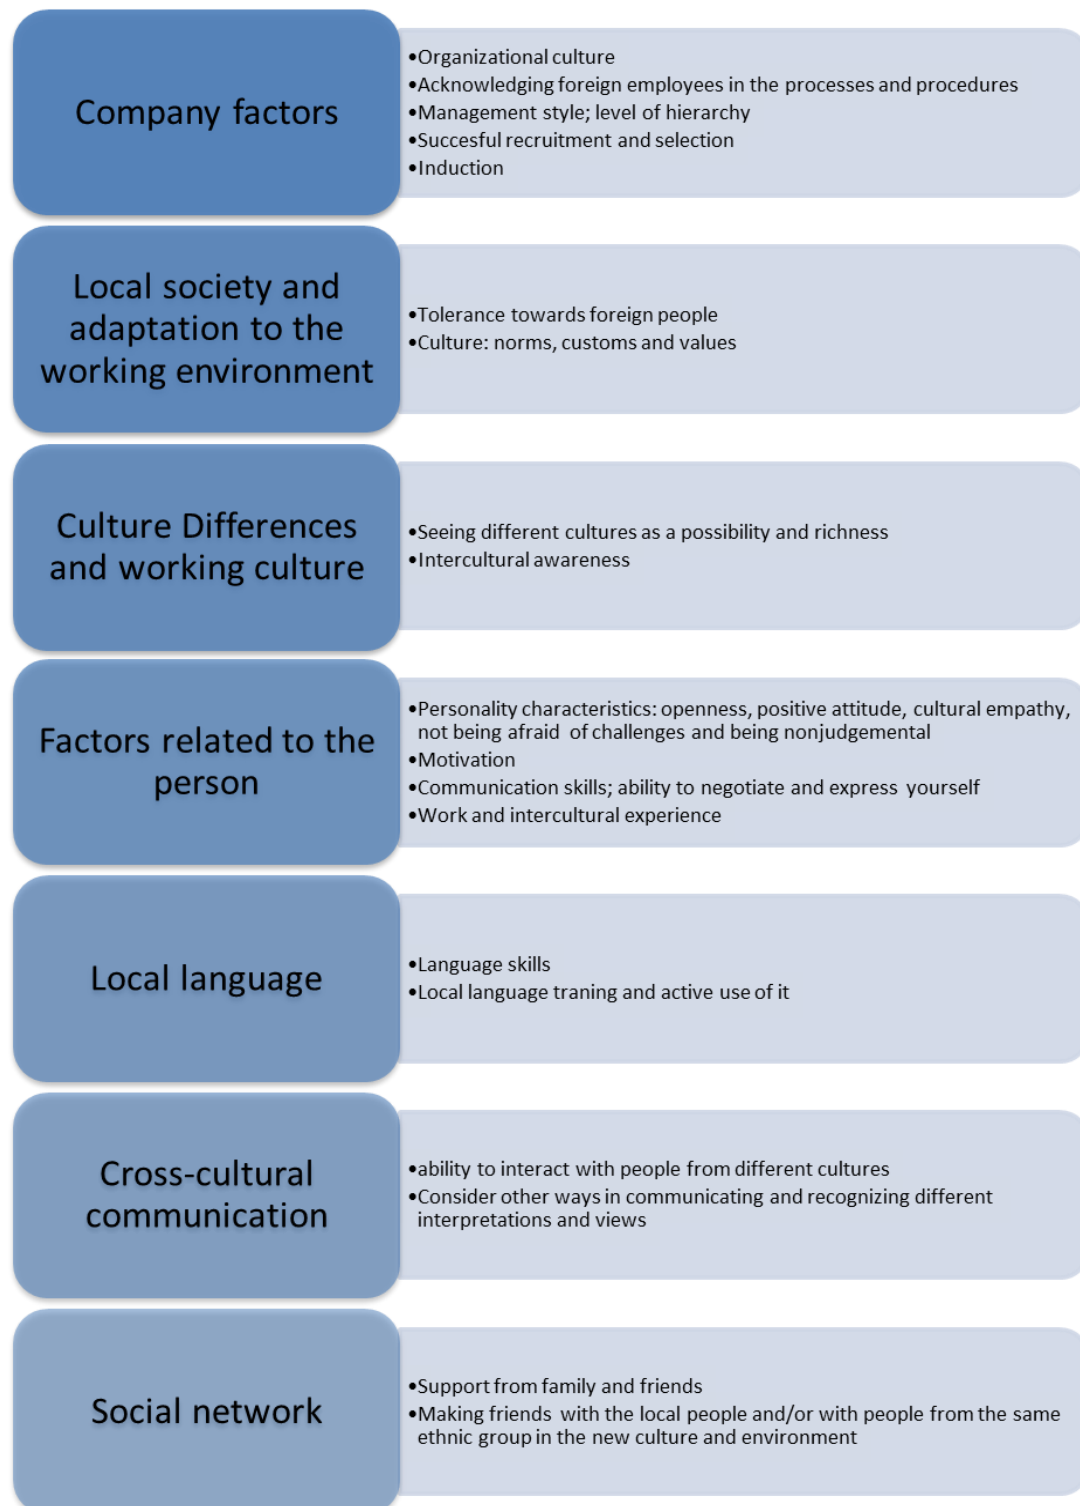 Company factors
•Organizational culture
•Acknowledging foreign employees in the processes and procedures
•Management style; level of hierarchy
•Succesful recruitment and selection
•Induction
Local society and
adaptation to the
working environment
•Tolerance towards foreign people
•Culture: norms, customs and values
Culture Differences
and working culture
•Seeing different cultures as a possibility and richness
•Intercultural awareness
Factors related to the
person
•Personality characteristics: openness, positive attitude, cultural empathy,
not being afraid of challenges and being nonjudgemental
•Motivation
•Communication skills; ability to negotiate and express yourself
•Work and intercultural experience
Local language
•Language skills
•Local language traning and active use of it
Cross-cultural
communication
•ability to interact with people from different cultures
•Consider other ways in communicating and recognizing different
interpretations and views
Social network
•Support from family and friends
•Making friends with the local people and/or with people from the same
ethnic group in the new culture and environment